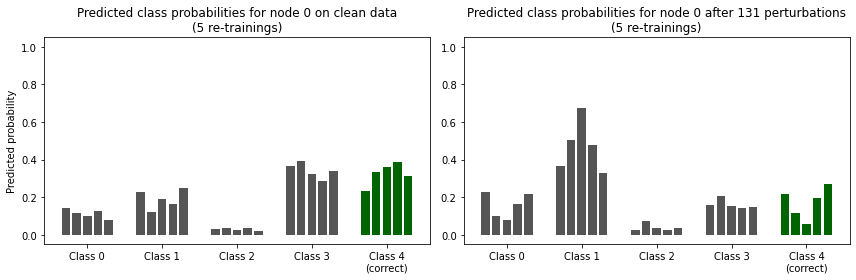 Predicted class probabilities for node 0 on clean data
(5 re-trainings)
Predicted probability
1.0
0.8
0.6
0.4
0.2
0.0
Class 0
Class 1
Class 2
Class 3
Class 4
(correct)
Predicted class probabilities for node 0 after 131 perturbations
(5 re-trainings)
1.0
0.8
0.6
0.4
0.2
0.0
Class 0
Class 1
Class 2
Class 3
Class 4
(correct)